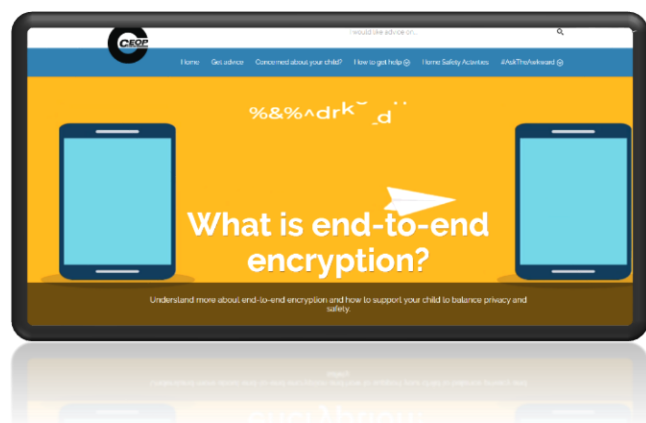 CEOP
I would like advice on...
Home Get advice Concerned about your child? How to get help Home Safety Activities #AskTheAwkward
%&%^drk
_d
What is end-to-end
encryption?
Understand more about end-to-end encryption and how to support your child to balance privacy and
safety.